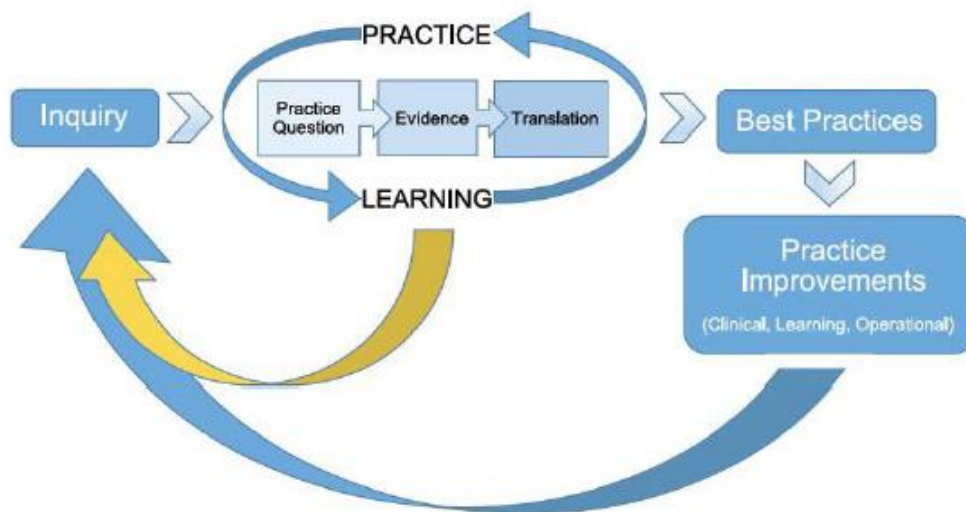 PRACTICE
Inquiry
Practice
Question
Evidence
Translation
LEARNING
Best Practices
Practice
Improvements
(Clinical, Learning, Operational)